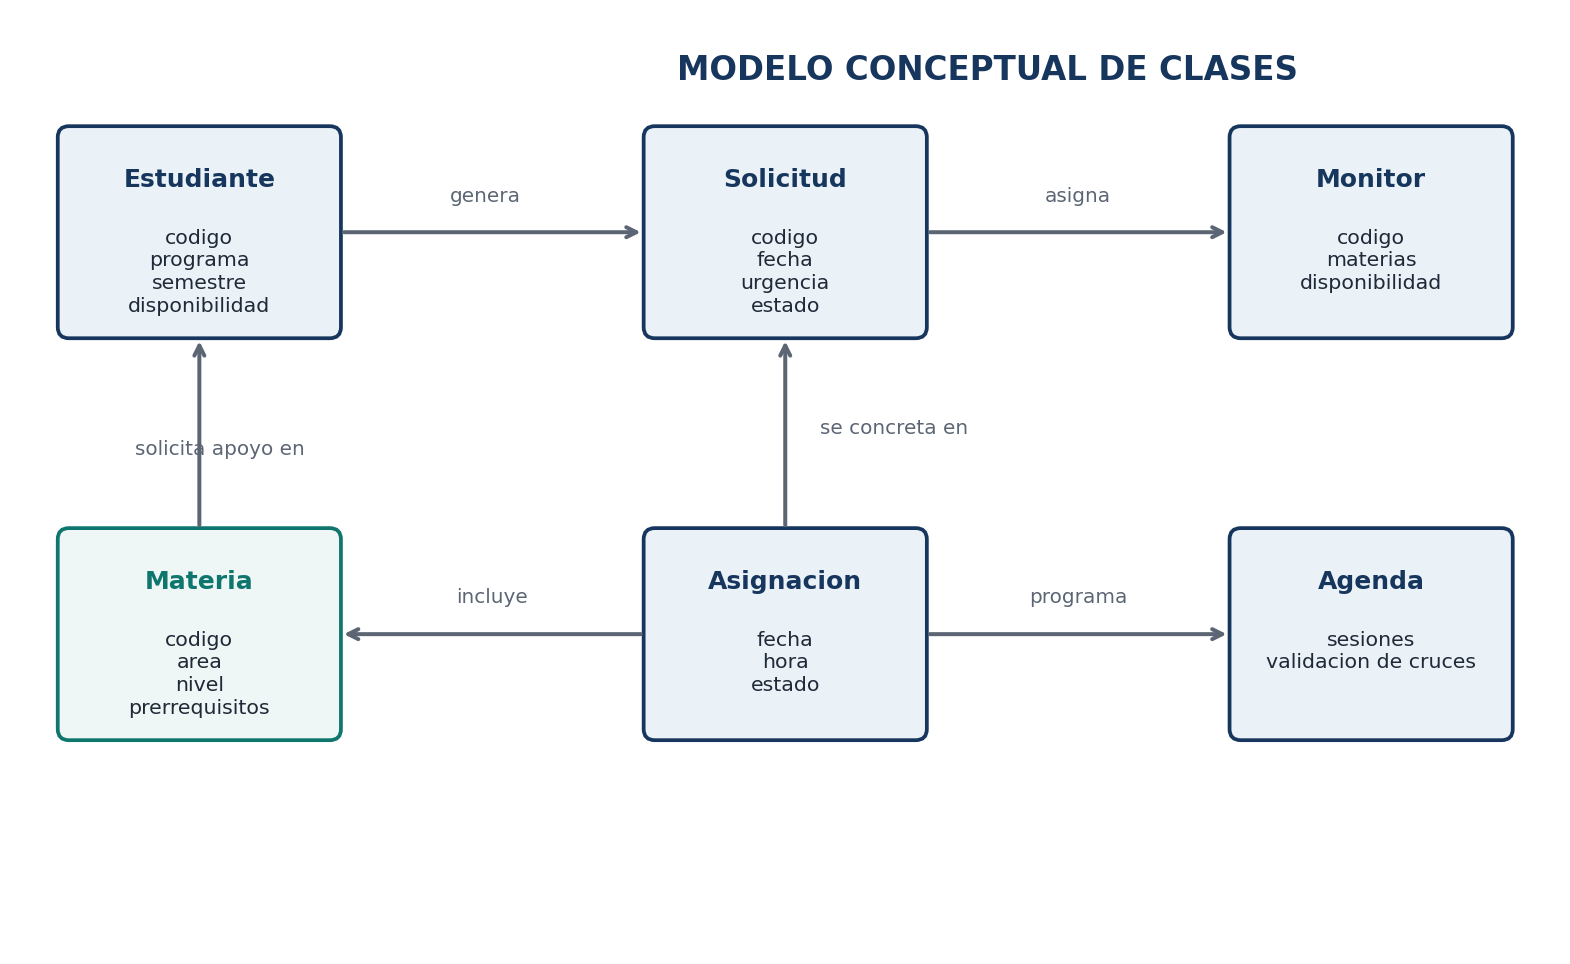 MODELO CONCEPTUAL DE CLASES
Estudiante
codigo
programa
semestre
disponibilidad
genera
Solicitud
codigo
fecha
urgencia
estado
asigna
Monitor
codigo
materias
disponibilidad
solicita apoyo en
se concreta en
Materia
codigo
area
nivel
prerrequisitos
incluye
Asignacion
fecha
hora
estado
programa
Agenda
sesiones
validacion de cruces